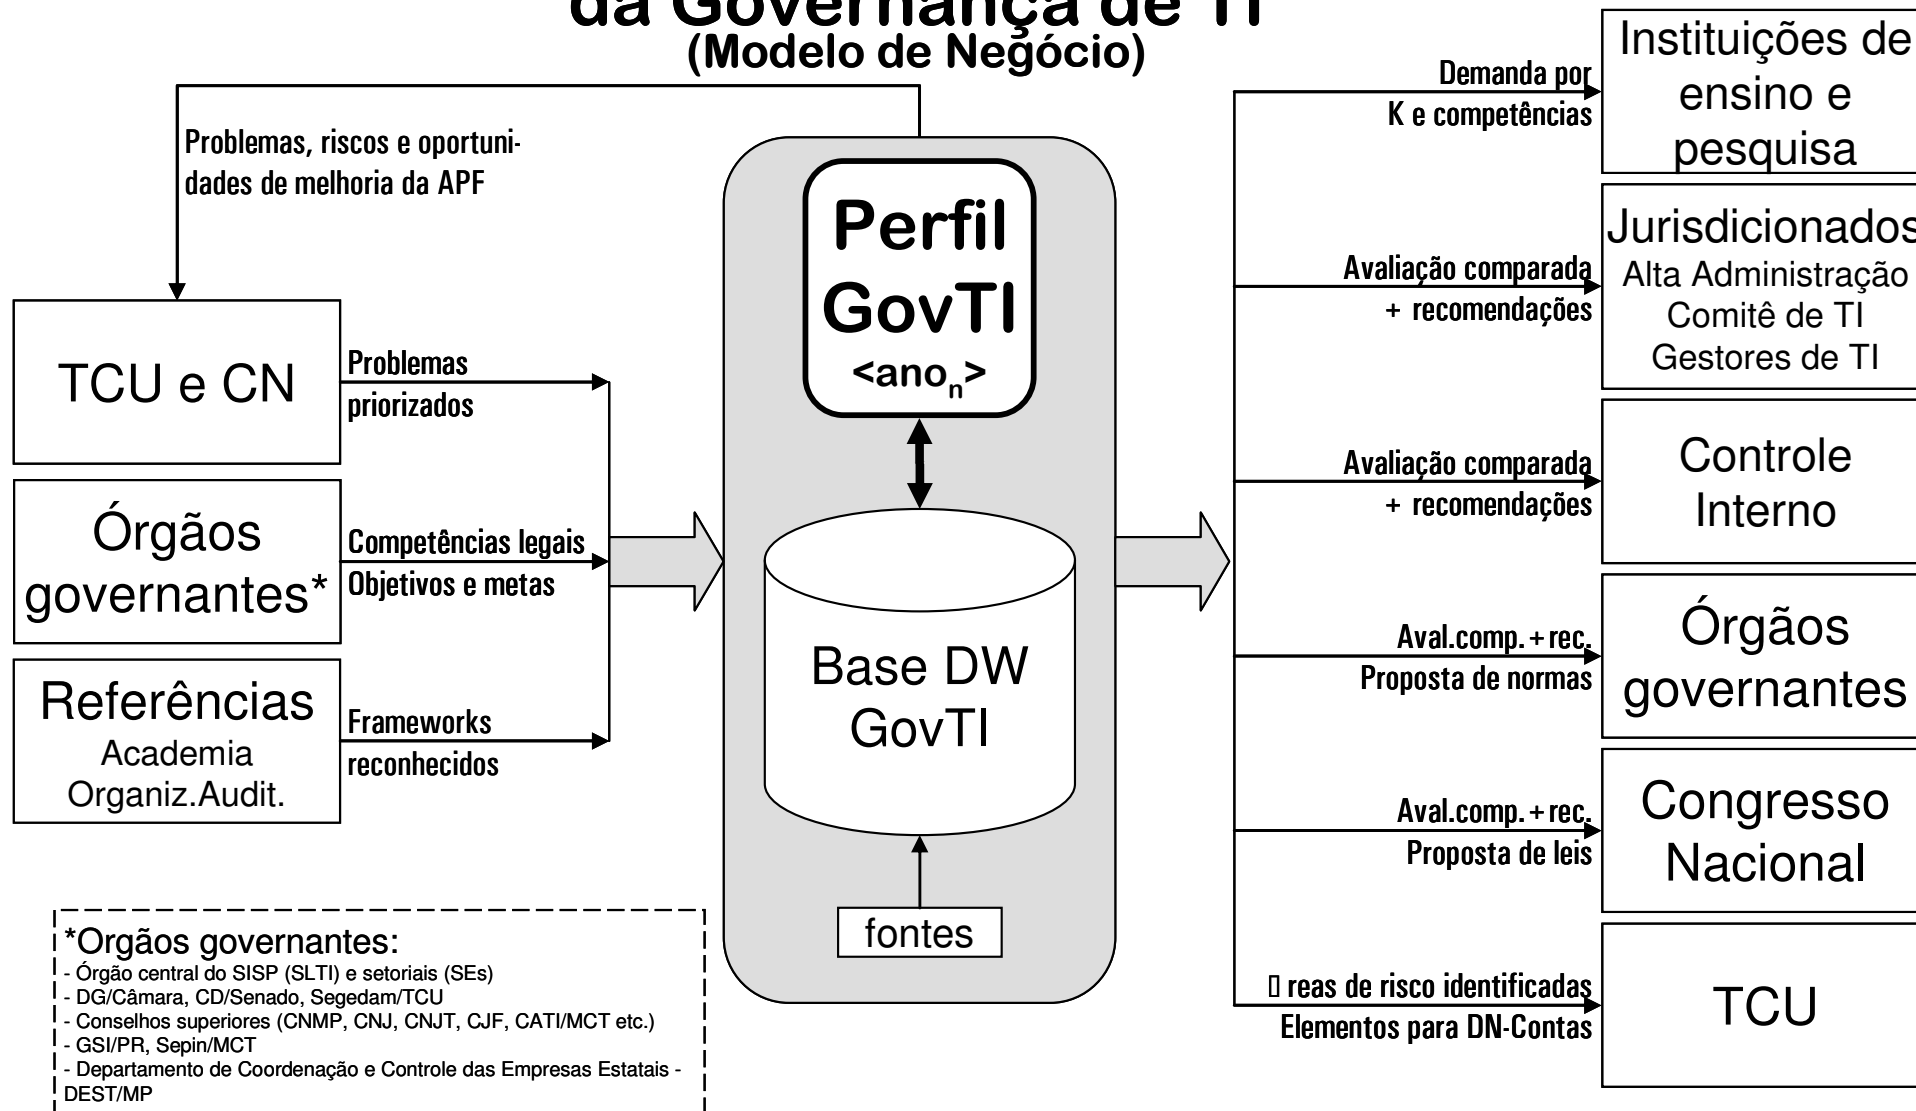 da Governança de TI
(Modelo de Negócio)
Problemas, riscos e oportuni-
dades de melhoria da APF
TCU e CN
Problemas
priorizados
Órgãos
governantes*
Competências legais
Objetivos e metas
Referências
Academia
Organiz.Audit.
Frameworks
reconhecidos
*Orgãos governantes:
- Órgão central do SISP (SLTI) e setoriais (SEs)
- DG/Câmara, CD/Senado, Segedam/TCU
- Conselhos superiores (CNMP, CNJ, CNJT, CJF, CATI/MCT etc.)
- GSI/PR, Sepin/MCT
- Departamento de Coordenação e Controle das Empresas Estatais -
DEST/MP
Perfil
GovTI
<ano_n>
Base DW
GovTI
fontes
Demanda por
K e competências
Instituições de
ensino e
pesquisa
Avaliação comparada
+ recomendações
Jurisdicionados
Alta Administração
Comitê de TI
Gestores de TI
Avaliação comparada
+ recomendações
Controle
Interno
Aval.comp.+rec.
Proposta de normas
Órgãos
governantes
Aval.comp.+rec.
Proposta de leis
Congresso
Nacional
▯reas de risco identificadas
Elementos para DN-Contas
TCU